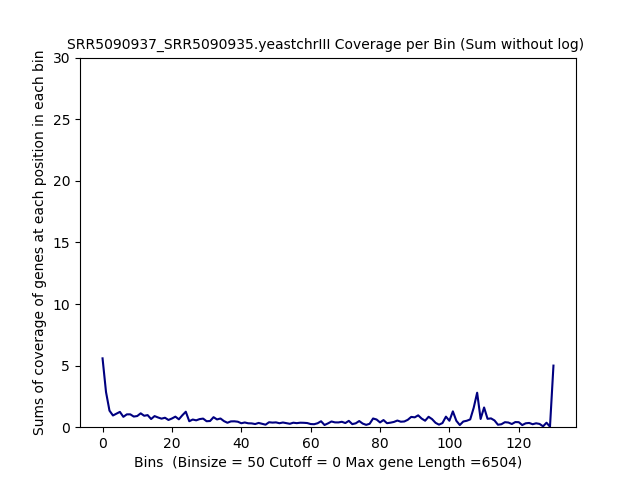 SRR5090937_SRR5090935.yeastchrIII Coverage per Bin (Sum without log)
Sums of coverage of genes at each position in each bin
30
25
20
15
10
5
0
0 20 40 60 80 100 120
Bins  (Binsize = 50 Cutoff = 0 Max gene Length =6504)